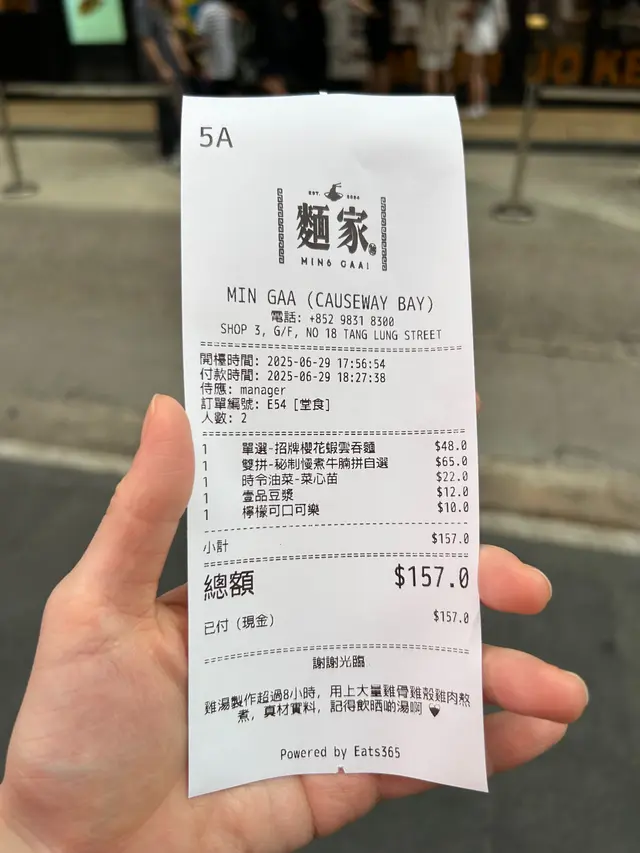 5A
EST. 2024
麵家
MING GAA!
MIN GAA (CAUSEWAY BAY)
電話: +852 9831 8300
SHOP 3, G/F, NO 18 TANG LUNG STREET
開檯時間: 2025-06-29 17:56:54
付款時間: 2025-06-29 18:27:38
侍應: manager
訂單編號: E54 [堂食]
人數: 2
1 單選-招牌櫻花蝦雲吞麵 $48.0
1 雙拼-秘制慢煮牛腩拼自選 $65.0
1 時令油菜-菜心苗 $22.0
1 壹品豆漿 $12.0
1 檸檬可口可樂 $10.0
小計 $157.0
總額 $157.0
已付 (現金) $157.0
謝謝光臨
雞湯製作超過8小時, 用上大量雞骨雞殼雞肉熬
煮, 真材實料, 記得飲晒啲湯啊 ♥
Powered by Eats365